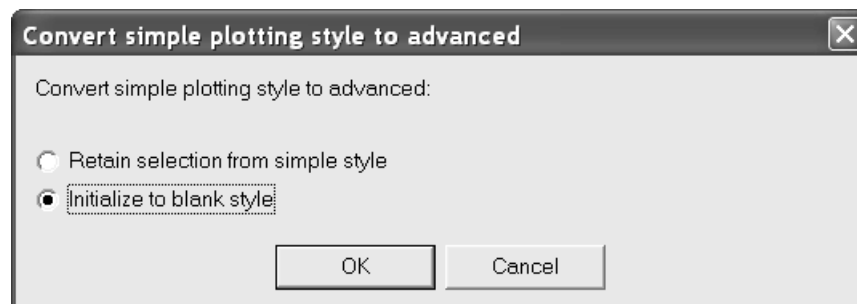 Convert simple plotting style to advanced
Convert simple plotting style to advanced:
Retain selection from simple style
Initialize to blank style
OK
Cancel